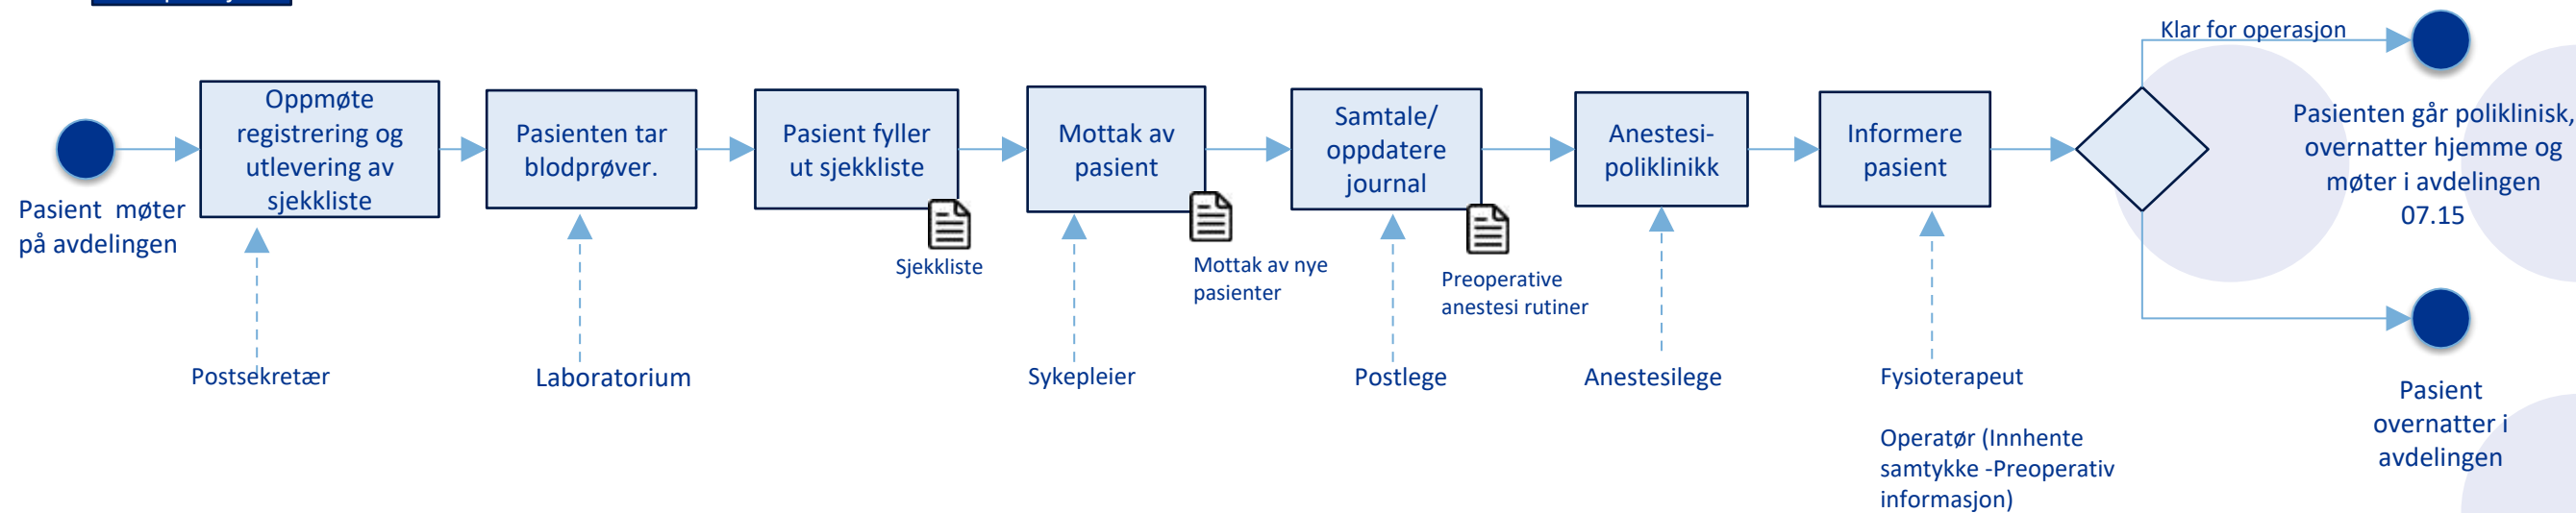 Klar for operasjon
Oppmøte
registrering og
utlevering av
sjekkliste
Pasienten tar
blodprøver.
Pasient fyller
ut sjekkliste
Mottak av
pasient
Samtale/
oppdatere
journal
Anestesi-
poliklinikk
Informere
pasient
Pasienten går poliklinisk,
overnatter hjemme og
møter i avdelingen
07.15
Pasient  møter
på avdelingen
Sjekkliste
Mottak av nye
pasienter
Preoperative
anestesi rutiner
Postsekretær
Laboratorium
Sykepleier
Postlege
Anestesilege
Fysioterapeut
Operatør (Innhente
samtykke -Preoperativ
informasjon)
Pasient
overnatter i
avdelingen